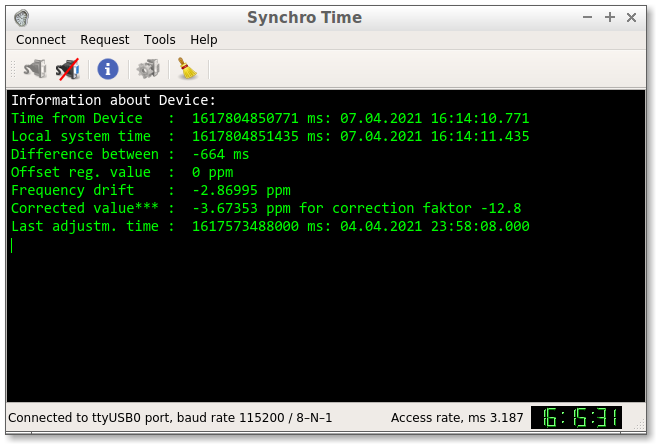 Synchro Time
Connect Request Tools Help
Information about Device:
Time from Device   :  1617804850771 ms: 07.04.2021 16:14:10.771
Local system time  :  1617804851435 ms: 07.04.2021 16:14:11.435
Difference between :  -664 ms
Offset reg. value  :  0 ppm
Frequency drift    :  -2.86995 ppm
Corrected value*** :  -3.67353 ppm for correction faktor -12.8
Last adjustm. time :  1617573488000 ms: 04.04.2021 23:58:08.000
Connected to ttyUSB0 port, baud rate 115200 / 8–N–1 Access rate, ms 3.187 16:15:31